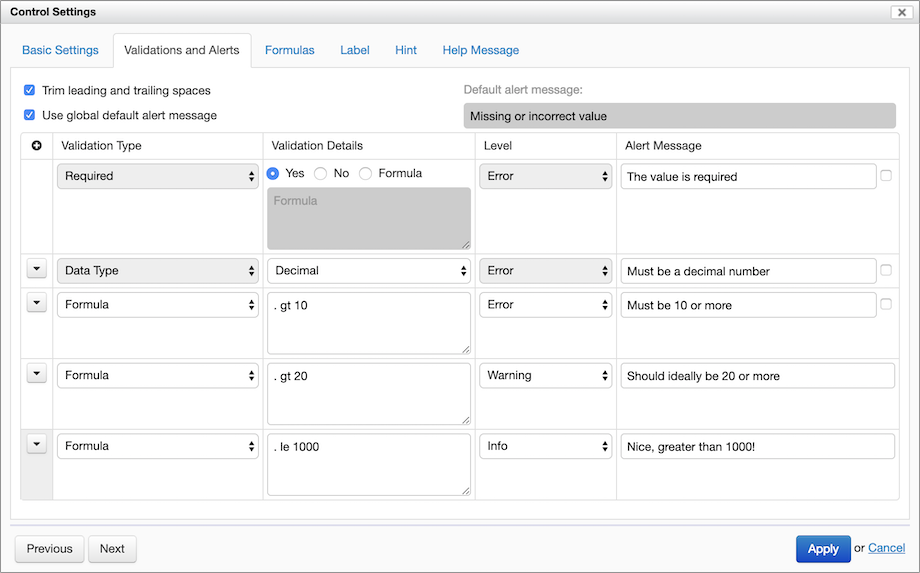 Control Settings
Basic Settings Validations and Alerts Formulas Label Hint Help Message
Trim leading and trailing spaces
Default alert message:
Use global default alert message
Missing or incorrect value
Validation Type Validation Details Level Alert Message
Required Yes No Formula Error The value is required
Formula
Data Type Decimal Error Must be a decimal number
Formula . gt 10 Error Must be 10 or more
Formula . gt 20 Warning Should ideally be 20 or more
Formula . le 1000 Info Nice, greater than 1000!
Previous Next Apply or Cancel